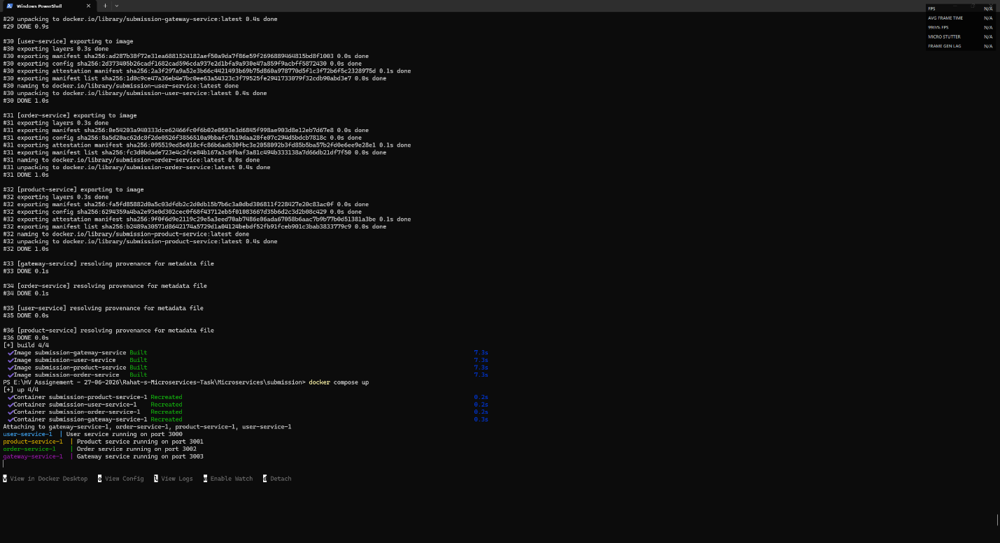 Windows PowerShell
#29 unpacking to docker.io/library/submission-gateway-service:latest 0.4s done
#29 DONE 0.9s
#30 [user-service] exporting to image
#30 exporting layers 0.3s done
#30 exporting manifest sha256:ad287b38f72e31ea6881524182aef50a9da7f86e59f2696889464815bd8f1003 0.0s done
#30 exporting config sha256:2d373405b26cadf1682cad596cda937e2d1bfa9a930e47a859f9acbff5872430 0.0s done
#30 exporting attestation manifest sha256:2a3f297a9a52e3b66c4421493b69b75d860a978770d5f1c3f72b6f5c2328975d 0.1s done
#30 exporting manifest list sha256:1d0c9ce47a36eb4e7bc0ee63a54323c3f79525fe2941733079f32cdb90abd3e7 0.0s done
#30 naming to docker.io/library/submission-user-service:latest done
#30 unpacking to docker.io/library/submission-user-service:latest 0.4s done
#30 DONE 1.0s
#31 [order-service] exporting to image
#31 exporting layers 0.3s done
#31 exporting manifest sha256:0e54203a940333dce62466fc0f6b02e0503e3d6845f998ae903d8e12eb7d67e8 0.0s done
#31 exporting config sha256:8a5d20ac62dc8f2de0526f3856510a9bbafc7b19daa28fe07c294d5bdcb7818c 0.0s done
#31 exporting attestation manifest sha256:095519ed5e018cfc86b6adb30fbc3e2058092b3fd85b5ba57b2fd0e6ee9e28e1 0.1s done
#31 exporting manifest list sha256:fc3d0bdade723e4c2fce84b167a3c0fbaf3a81c494b333138a7d66db21df7f50 0.0s done
#31 naming to docker.io/library/submission-order-service:latest 0.0s done
#31 unpacking to docker.io/library/submission-order-service:latest 0.4s done
#31 DONE 1.0s
#32 [product-service] exporting to image
#32 exporting layers 0.3s done
#32 exporting manifest sha256:fa5fd85882d0a5c03dfdb2c2d0db15b7b6c3a0dbd306811f228427e20c83ac0f 0.0s done
#32 exporting config sha256:6294359a4ba2e93e0d302cec0f68f43712eb5f01083667d35b6d2c3d2b08c429 0.0s done
#32 exporting attestation manifest sha256:9f0f6d9e2119c29e5a3eed70ab7486e06ada67058b6aac7b9b77b0d51381a3be 0.1s done
#32 exporting manifest list sha256:b2489a30571d8642174a5729d1a04124bebdf52fb91fceb901c3bab3833779c9 0.0s done
#32 naming to docker.io/library/submission-product-service:latest done
#32 unpacking to docker.io/library/submission-product-service:latest 0.4s done
#32 DONE 1.0s
#33 [gateway-service] resolving provenance for metadata file
#33 DONE 0.1s
#34 [order-service] resolving provenance for metadata file
#34 DONE 0.1s
#35 [user-service] resolving provenance for metadata file
#35 DONE 0.0s
#36 [product-service] resolving provenance for metadata file
#36 DONE 0.0s
[+] build 4/4
✔Image submission-gateway-service Built 7.3s
✔Image submission-user-service Built 7.3s
✔Image submission-product-service Built 7.3s
✔Image submission-order-service Built 7.3s
PS E:\HV Assignement - 27-06-2026\Rahat-s-Microservices-Task\Microservices\submission> docker compose up
[+] up 4/4
✔Container submission-product-service-1 Recreated 0.2s
✔Container submission-user-service-1 Recreated 0.2s
✔Container submission-order-service-1 Recreated 0.2s
✔Container submission-gateway-service-1 Recreated 0.3s
Attaching to gateway-service-1, order-service-1, product-service-1, user-service-1
user-service-1 | User service running on port 3000
product-service-1 | Product service running on port 3001
order-service-1 | Order service running on port 3002
gateway-service-1 | Gateway service running on port 3003
v View in Docker Desktop o View Config l View Logs w Enable Watch d Detach
FPS N/A
AVG FRAME TIME N/A
99th% FPS N/A
MICRO STUTTER N/A
FRAME GEN LAG N/A